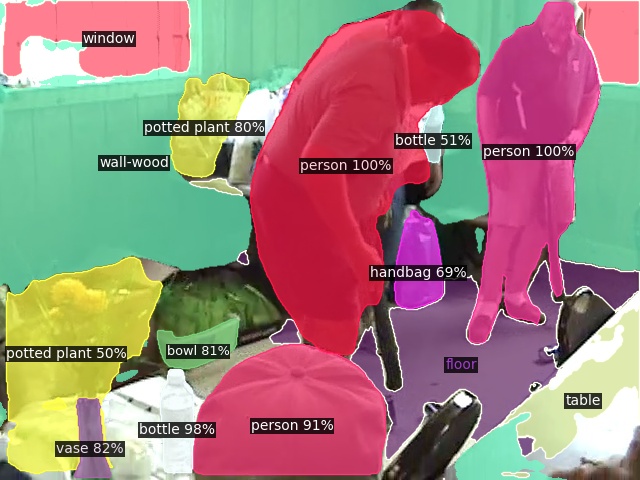 window
potted plant 80%
bottle 51%
wall-wood
person 100%
person 100%
handbag 69%
potted plant 50%
bowl 81%
floor
table
vase 82%
bottle 98%
person 91%